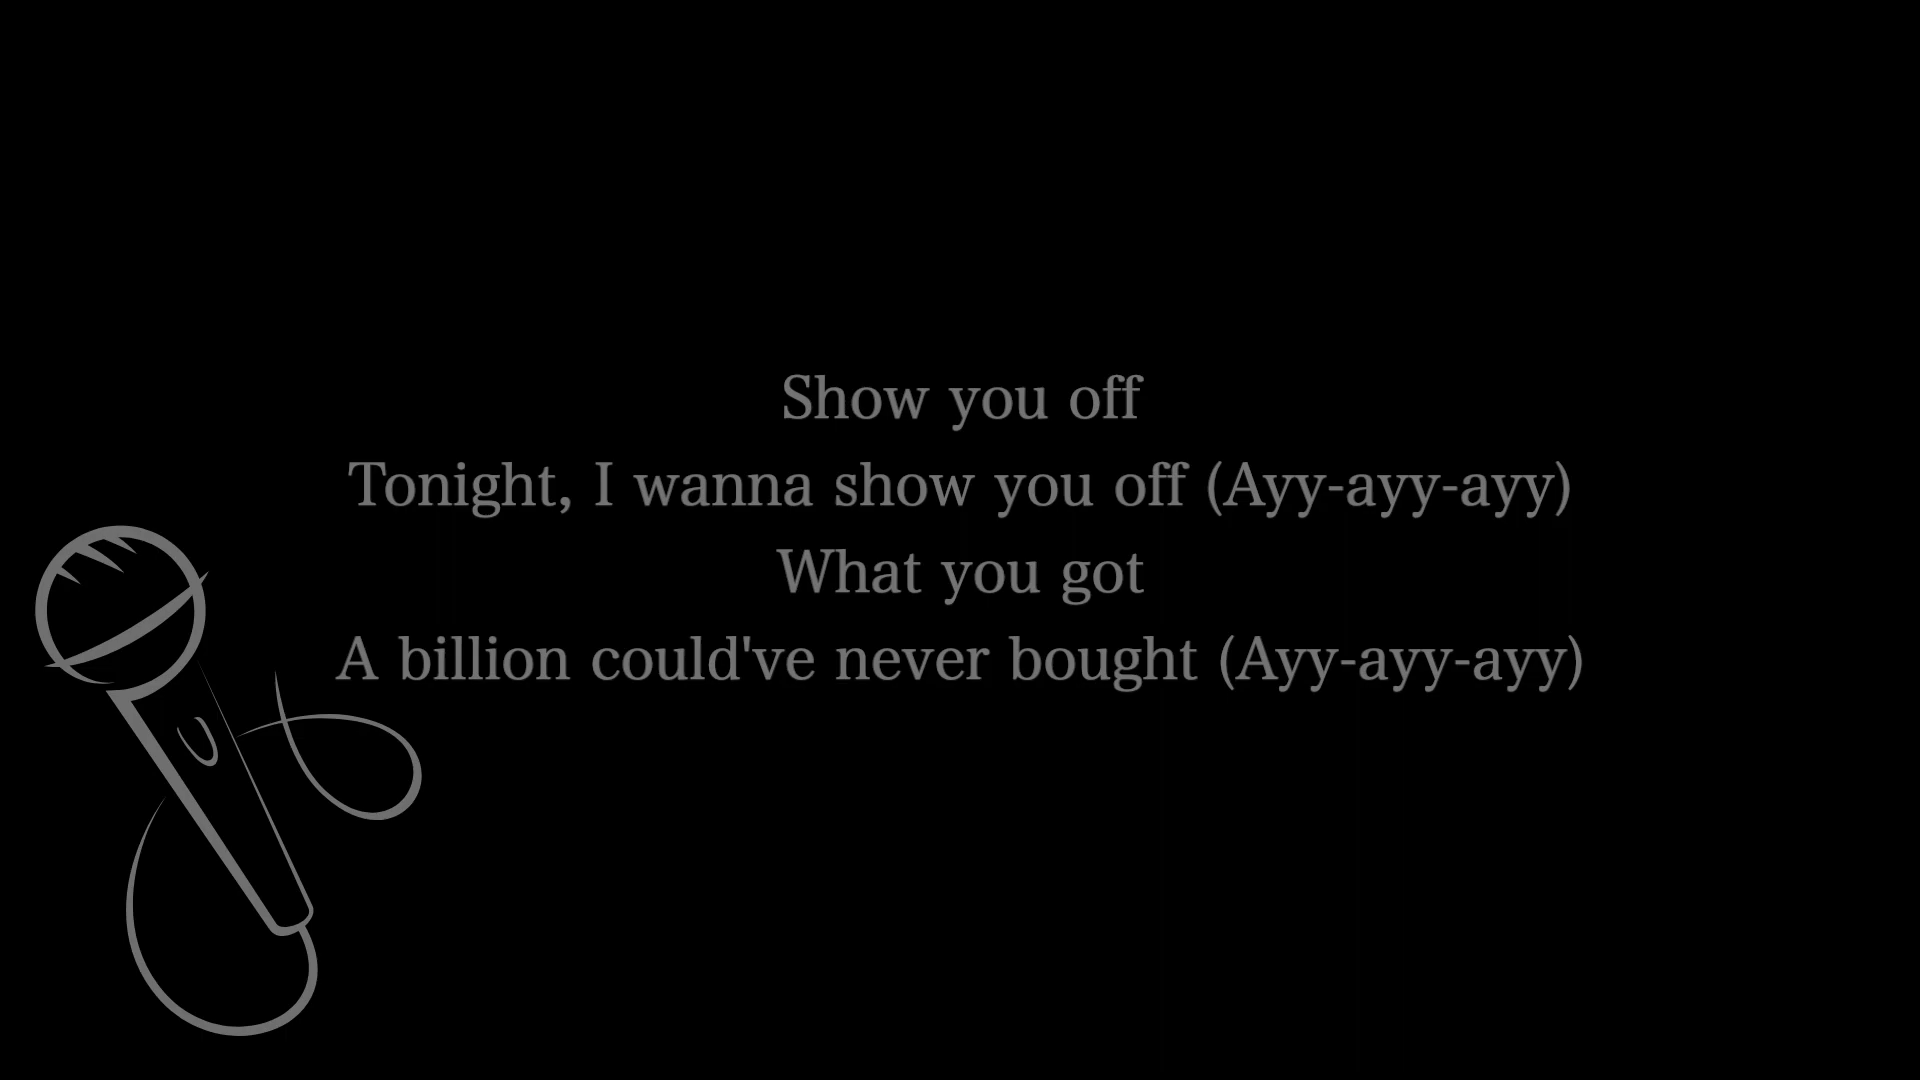 Show you off
Tonight, I wanna show you off (Ayy-ayy-ayy)
What you got
A billion could've never bought (Ayy-ayy-ayy)